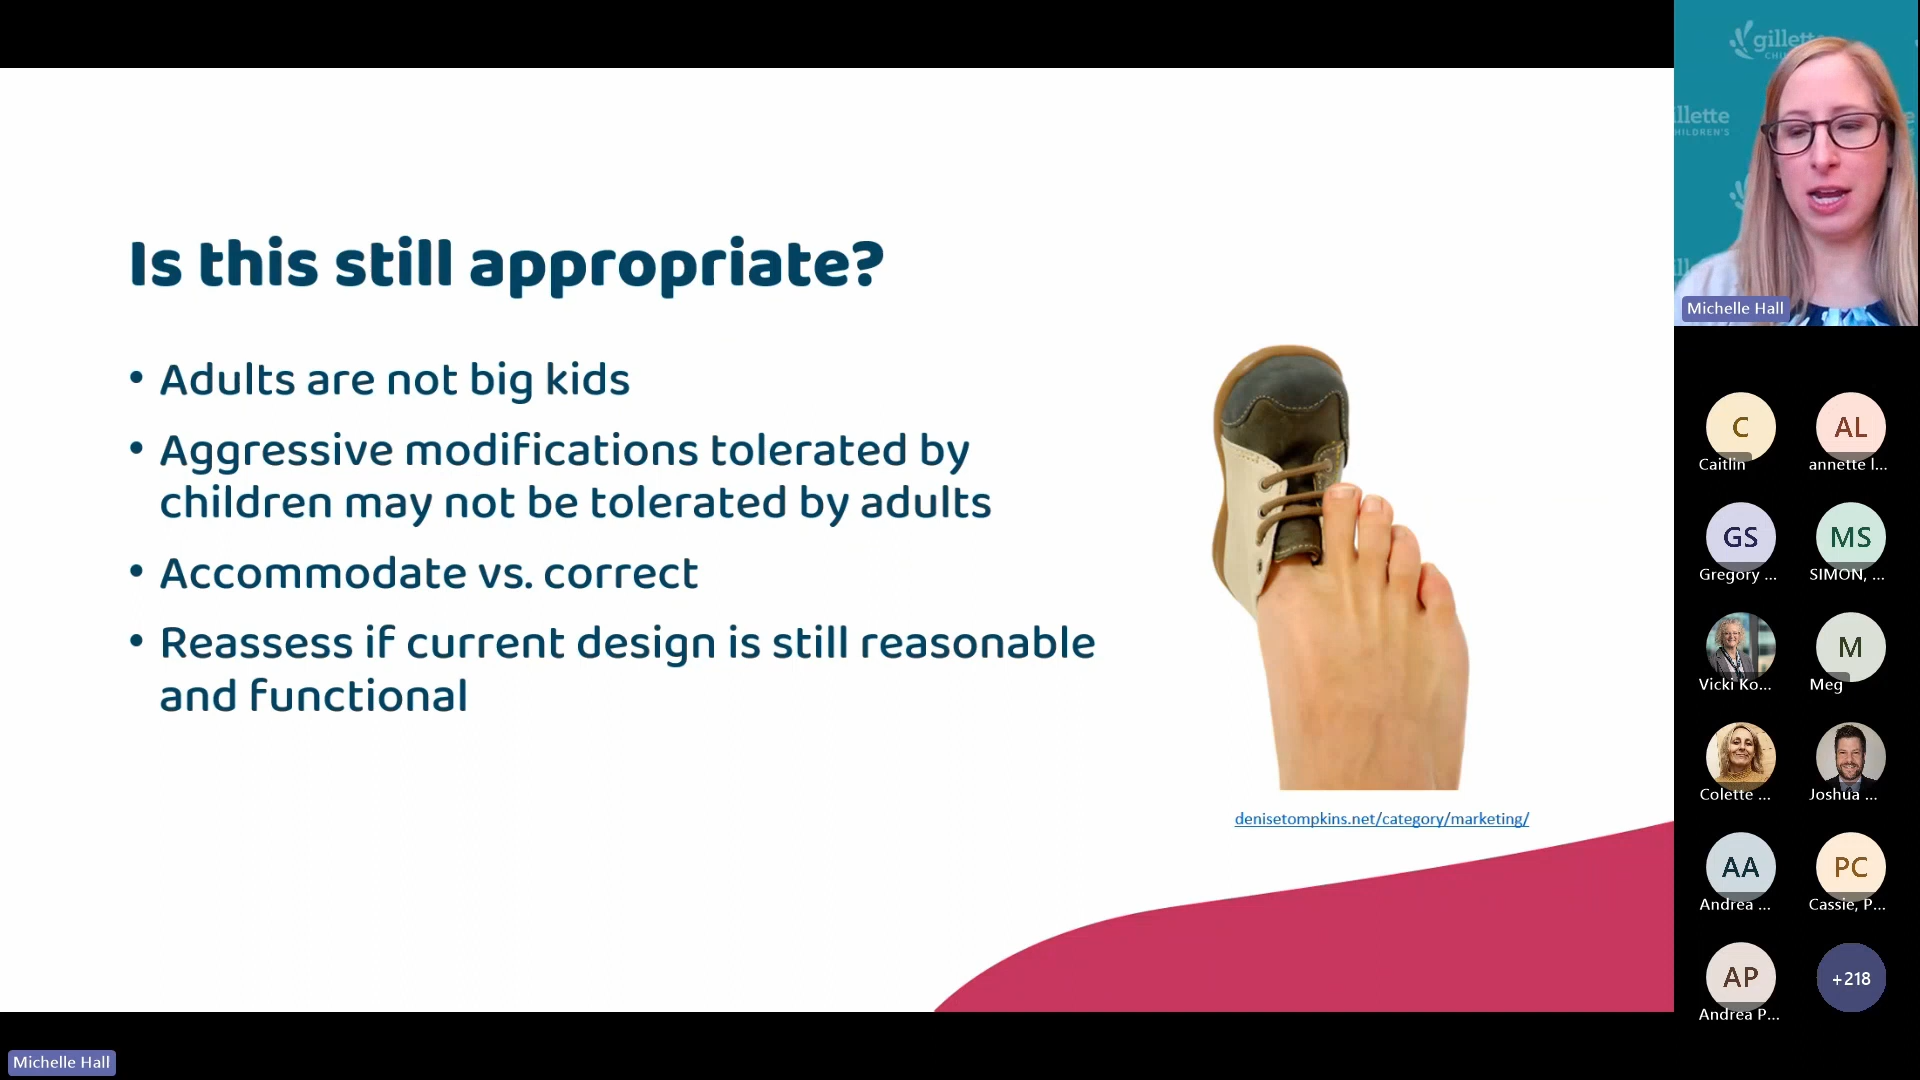 Is this still appropriate?
• Adults are not big kids
• Aggressive modifications tolerated by
children may not be tolerated by adults
• Accommodate vs. correct
• Reassess if current design is still reasonable
and functional
denisetompkins.net/category/marketing/
gillette
llette
HILDREN'S
Michelle Hall
C
Caitlin
AL
annette l...
GS
Gregory ...
MS
SIMON, ...
Vicki Ko...
M
Meg
Colette ...
Joshua ...
AA
Andrea ...
PC
Cassie, P...
AP
Andrea P...
+218
Michelle Hall